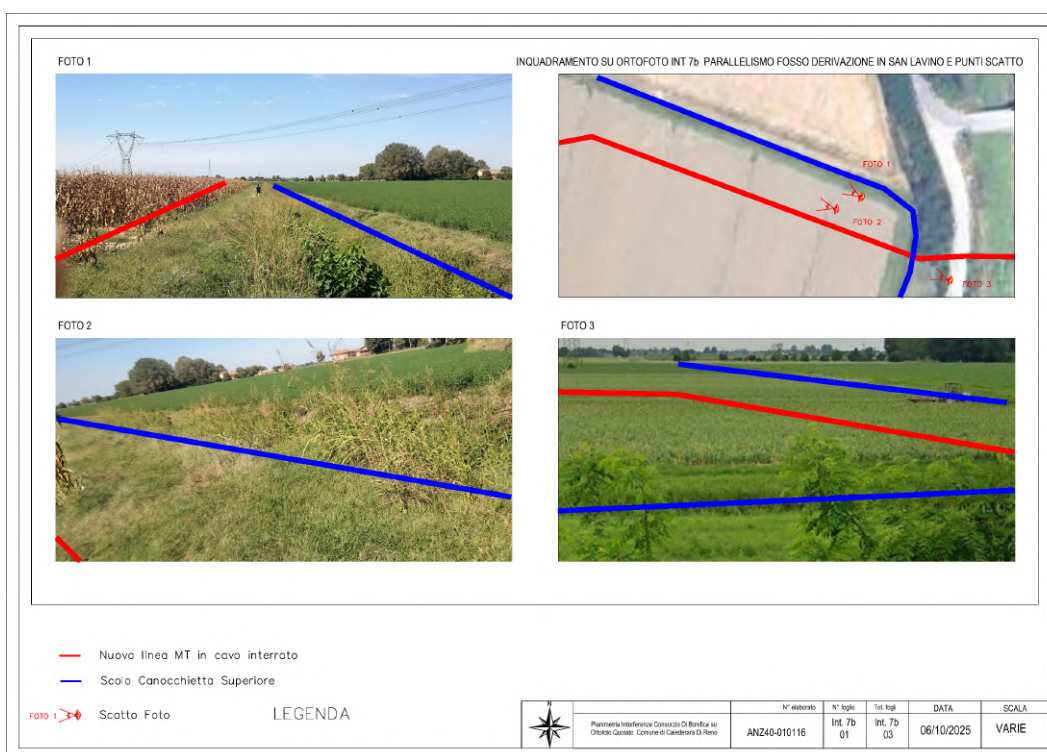 FOTO 1
INQUADRAMENTO SU ORTOFOTO INT 7b PARALLELISMO FOSSO DERIVAZIONE IN SAN LAVINO E PUNTI SCATTO
FOTO 1
FOTO 2
FOTO 3
FOTO 2
FOTO 3
Nuova linea MT in cavo interrato
Scolo Canocchietta Superiore
FOTO 1 Scatto Foto
LEGENDA
N
Planimetria Interferenze Consorzio Di Bonifica su
Ortofoto Quotato Comune di Calederara Di Reno
N° elaborato
ANZ40-010116
N° foglio
Int. 7b
01
Tot. fogli
Int. 7b
03
DATA
06/10/2025
SCALA
VARIE